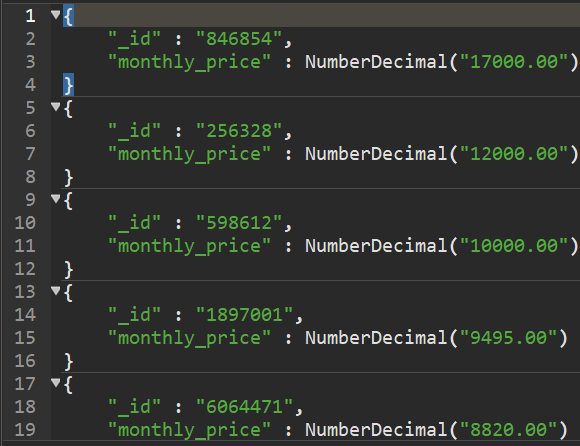 1 {
2 "_id" : "846854",
3 "monthly_price" : NumberDecimal("17000.00")
4 }
5 {
6 "_id" : "256328",
7 "monthly_price" : NumberDecimal("12000.00")
8 }
9 {
10 "_id" : "598612",
11 "monthly_price" : NumberDecimal("10000.00")
12 }
13 {
14 "_id" : "1897001",
15 "monthly_price" : NumberDecimal("9495.00")
16 }
17 {
18 "_id" : "6064471",
19 "monthly_price" : NumberDecimal("8820.00")